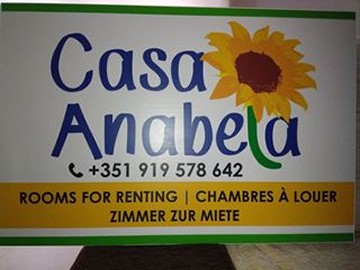 Casa
Anabela
+351 919 578 642
ROOMS FOR RENTING | CHAMBRES À LOUER
ZIMMER ZUR MIETE